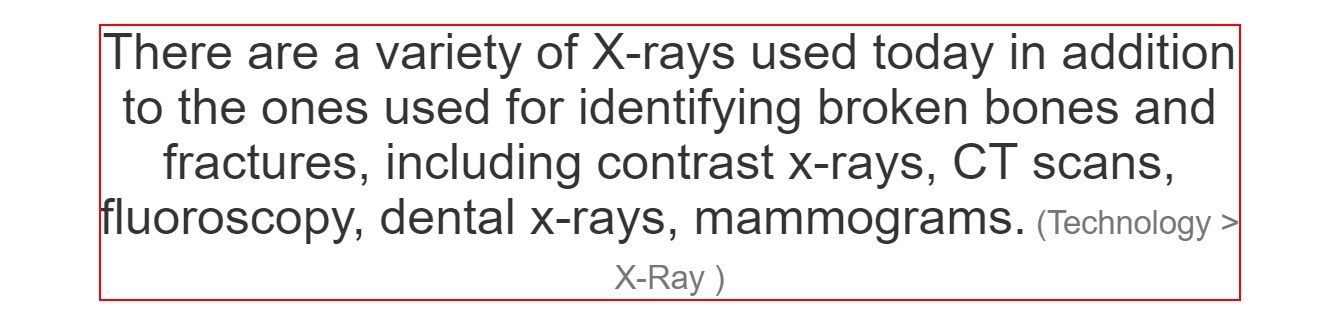 There are a variety of X-rays used today in addition
to the ones used for identifying broken bones and
fractures, including contrast x-rays, CT scans,
fluoroscopy, dental x-rays, mammograms. (Technology >
X-Ray )